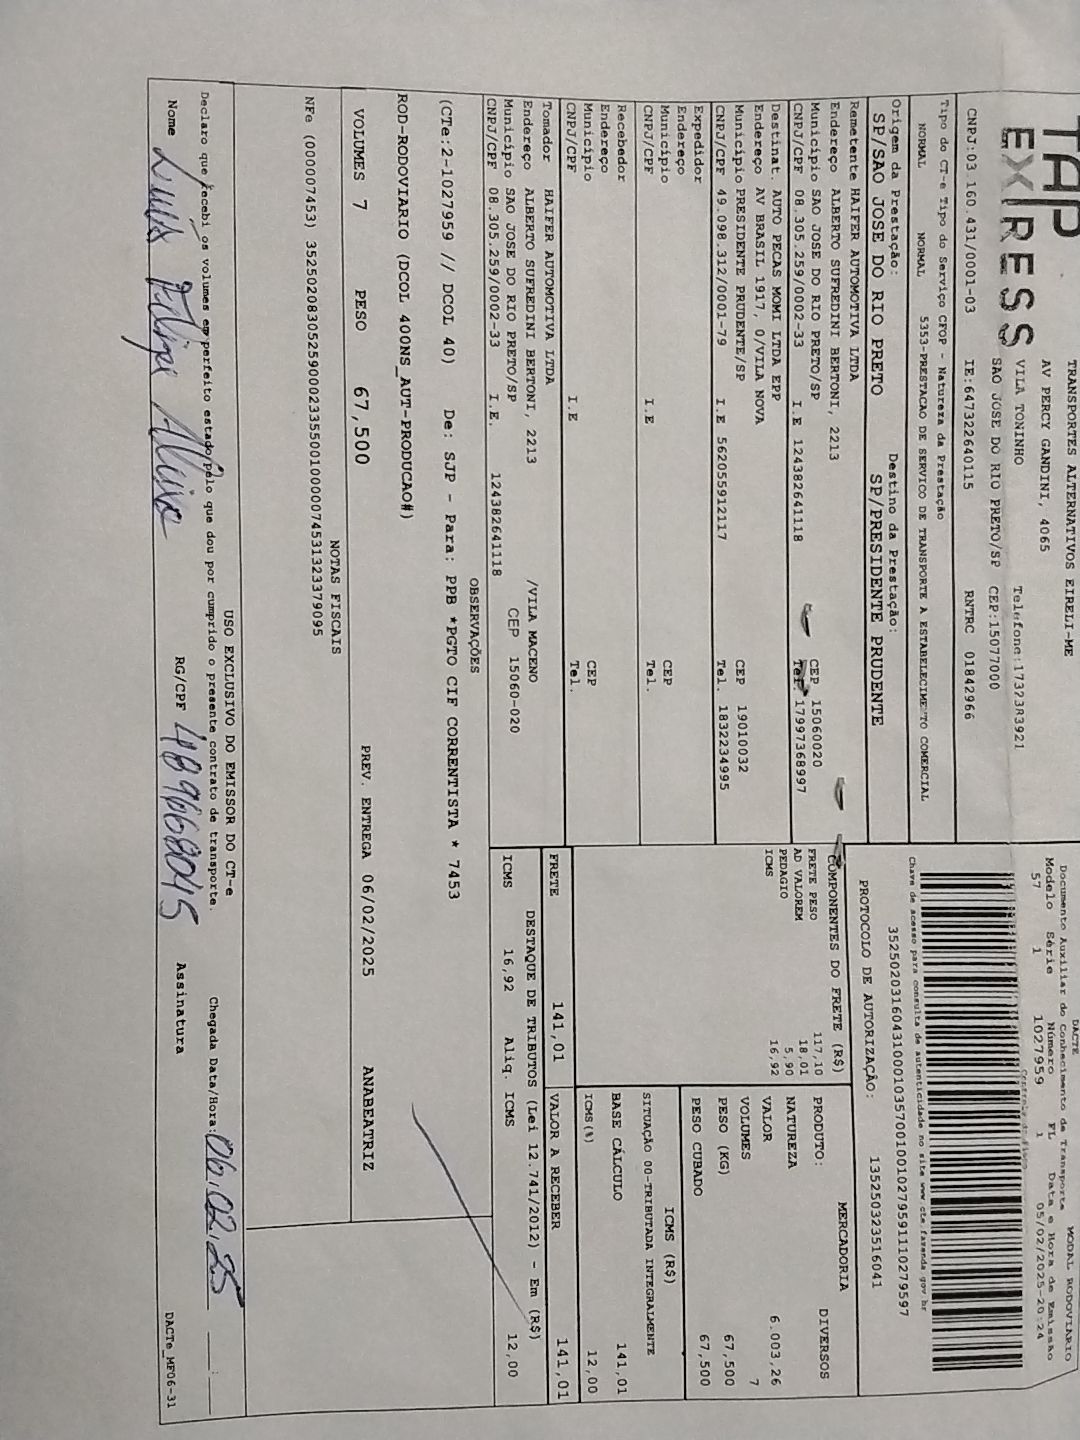 TAP
EXPRESS
TRANSPORTES ALTERNATIVOS EIRELI-ME
AV PERCY GANDINI, 4065
VILA TONINHO Telefone:1732383921
SAO JOSE DO RIO PRETO/SP CEP:15077000
CNPJ:03.160.431/0001-03 IE:647322640115 RNTRC 01842966
DACTE MODAL RODOVIÁRIO
Documento Auxiliar do Conhecimento de Transporte
Modelo Série Número FL Data e Hora de Emissão
57 1 1027959 1 05/02/2025-20:24
Controle do Fisco
Chave de acesso para consulta de autenticidade no site www.cte.fazenda.gov.br
35250203160431000103570010010279591110279597
PROTOCOLO DE AUTORIZAÇÃO: 135250323516041
Tipo do CT-e Tipo do Serviço CFOP - Natureza da Prestação
NORMAL NORMAL 5353-PRESTACAO DE SERVICO DE TRANSPORTE A ESTABELECIMETO COMERCIAL
Origem da Prestação: Destino da Prestação:
SP/SAO JOSE DO RIO PRETO SP/PRESIDENTE PRUDENTE
Remetente HAIFER AUTOMOTIVA LTDA
Endereço ALBERTO SUFREDINI BERTONI, 2213
Município SAO JOSE DO RIO PRETO/SP CEP 15060020
CNPJ/CPF 08.305.259/0002-33 I.E 124382641118 Tel. 17997368997
Destinat. AUTO PECAS MOMI LTDA EPP
Endereço AV BRASIL 1917, 0/VILA NOVA
Município PRESIDENTE PRUDENTE/SP CEP 19010032
CNPJ/CPF 49.098.312/0001-79 I.E 562055912117 Tel. 1832234995
Expedidor
Endereço
Município CEP
CNPJ/CPF I.E Tel.
Recebedor
Endereço
Município CEP
CNPJ/CPF I.E Tel.
Tomador HAIFER AUTOMOTIVA LTDA
Endereço ALBERTO SUFREDINI BERTONI, 2213 /VILA MACENO
Município SAO JOSE DO RIO PRETO/SP CEP 15060-020
CNPJ/CPF 08.305.259/0002-33 I.E. 124382641118
COMPONENTES DO FRETE (R$)
FRETE PESO 117,10
AD VALOREM 18,01
PEDAGIO 5,90
ICMS 16,92
MERCADORIA
PRODUTO: DIVERSOS
NATUREZA
VALOR 6.003,26
VOLUMES 7
PESO (KG) 67,500
PESO CUBADO 67,500
ICMS (R$)
SITUAÇÃO 00-TRIBUTADA INTEGRALMENTE
BASE CÁLCULO 141,01
ICMS(%) 12,00
FRETE 141,01 VALOR A RECEBER 141,01
DESTAQUE DE TRIBUTOS (Lei 12.741/2012) - Em (R$)
ICMS 16,92 Aliq. ICMS 12,00
OBSERVAÇÕES
(CTe:2-1027959 // DCOL 40) De: SJP - Para: PPB *PGTO CIF CORRENTISTA * 7453
ROD-RODOVIARIO (DCOL 400NS_AUT-PRODUCAO#)
VOLUMES 7 PESO 67,500 PREV. ENTREGA 06/02/2025 ANABEATRIZ
NOTAS FISCAIS
NFe (000007453) 35250208305259000233550010000074531323379095
USO EXCLUSIVO DO EMISSOR DO CT-e
Declaro que recebi os volumes em perfeito estado pelo que dou por cumprido o presente contrato de transporte. Chegada Data/Hora: 06.02.25 __:__
Nome Luís Felipe RG/CPF 489668045 Assinatura
DACTe_MF06-31